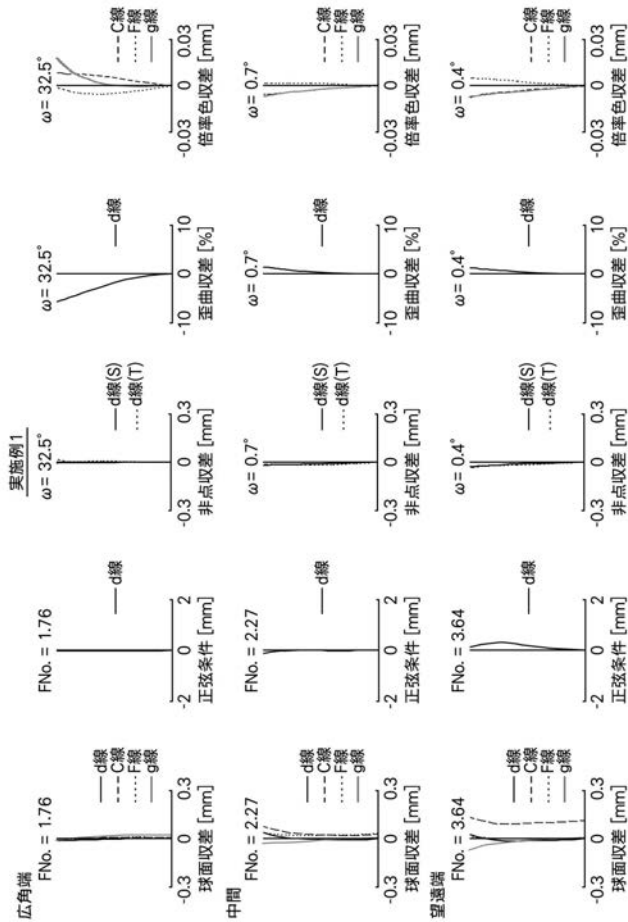 実施例1
広角端
FNo. = 1.76
d線
C線
F線
g線
-0.3 0 0.3
球面収差 [mm]
FNo. = 1.76
d線
-2 0 2
正弦条件 [mm]
ω= 32.5°
d線(S)
d線(T)
-0.3 0 0.3
非点収差 [mm]
ω= 32.5°
d線
-10 0 10
歪曲収差 [%]
ω= 32.5°
C線
F線
g線
-0.03 0 0.03
倍率色収差 [mm]
中間
FNo. = 2.27
d線
C線
F線
g線
-0.3 0 0.3
球面収差 [mm]
FNo. = 2.27
d線
-2 0 2
正弦条件 [mm]
ω= 0.7°
d線(S)
d線(T)
-0.3 0 0.3
非点収差 [mm]
ω= 0.7°
d線
-10 0 10
歪曲収差 [%]
ω= 0.7°
C線
F線
g線
-0.03 0 0.03
倍率色収差 [mm]
望遠端
FNo. = 3.64
d線
C線
F線
g線
-0.3 0 0.3
球面収差 [mm]
FNo. = 3.64
d線
-2 0 2
正弦条件 [mm]
ω= 0.4°
d線(S)
d線(T)
-0.3 0 0.3
非点収差 [mm]
ω= 0.4°
d線
-10 0 10
歪曲収差 [%]
ω= 0.4°
C線
F線
g線
-0.03 0 0.03
倍率色収差 [mm]